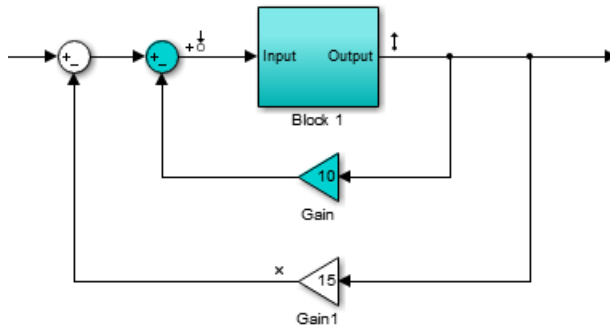 +
−
+
−
+
Input
Output
Block 1
10
Gain
×
15
Gain1